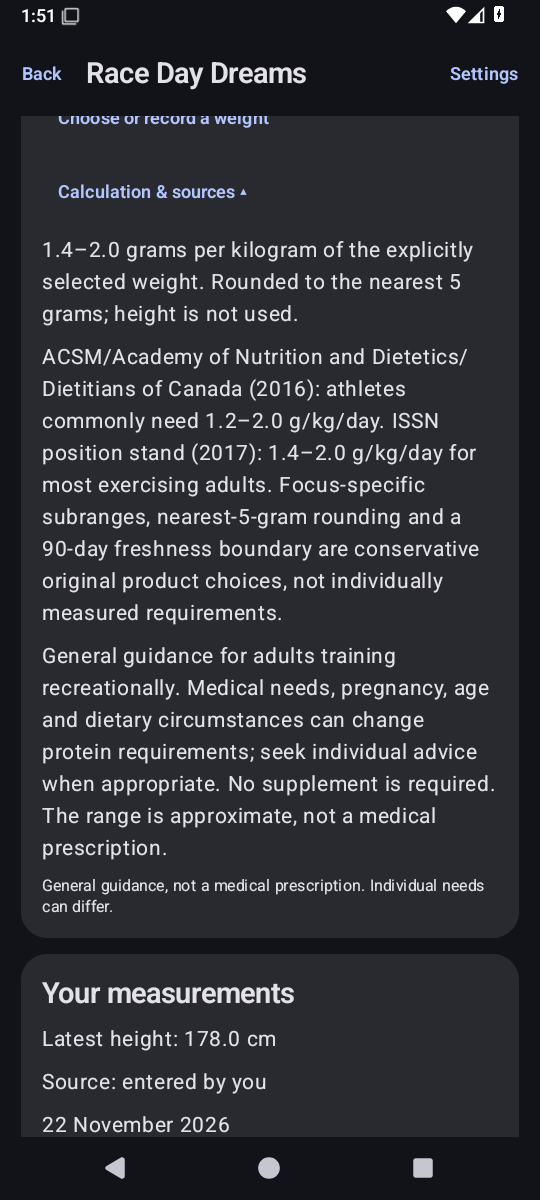 1:51
Back Race Day Dreams Settings
Choose or record a weight
Calculation & sources ▴
1.4–2.0 grams per kilogram of the explicitly
selected weight. Rounded to the nearest 5
grams; height is not used.
ACSM/Academy of Nutrition and Dietetics/
Dietitians of Canada (2016): athletes
commonly need 1.2–2.0 g/kg/day. ISSN
position stand (2017): 1.4–2.0 g/kg/day for
most exercising adults. Focus-specific
subranges, nearest-5-gram rounding and a
90-day freshness boundary are conservative
original product choices, not individually
measured requirements.
General guidance for adults training
recreationally. Medical needs, pregnancy, age
and dietary circumstances can change
protein requirements; seek individual advice
when appropriate. No supplement is required.
The range is approximate, not a medical
prescription.
General guidance, not a medical prescription. Individual needs
can differ.
Your measurements
Latest height: 178.0 cm
Source: entered by you
22 November 2026